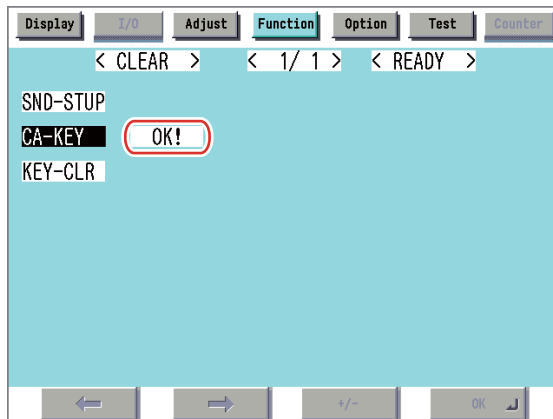 Display I/O Adjust Function Option Test Counter
< CLEAR > < 1/ 1 > < READY >
SND-STUP
CA-KEY OK!
KEY-CLR
+/- OK